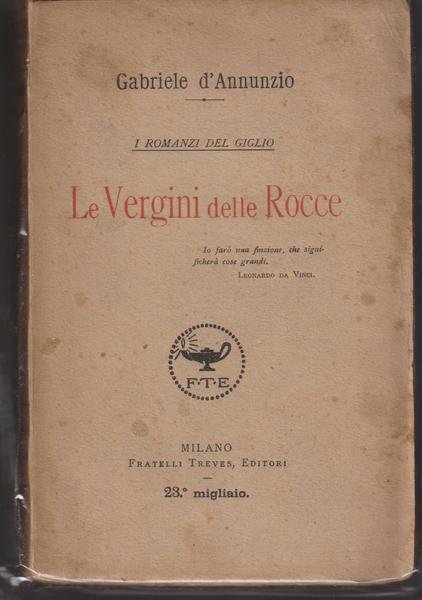 Gabriele d'Annunzio
I ROMANZI DEL GIGLIO
Le Vergini delle Rocce
Io farò una finzione, che signi-
ficherà cose grandi.
LEONARDO DA VINCI.
F·T·E
MILANO
FRATELLI TREVES, EDITORI
23.º migliaio.